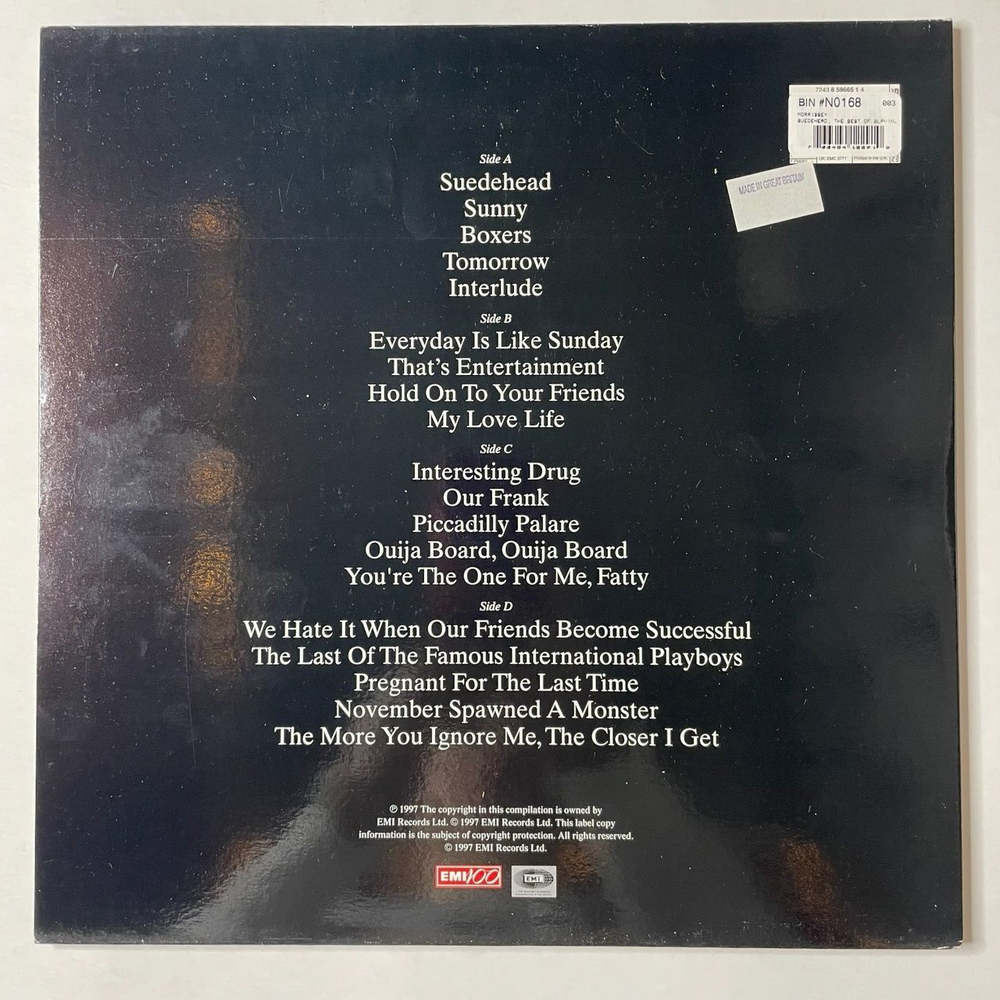 7243 8 59665 1 4
BIN #N0168 003
MORRISSEY
SUEDEHEAD, THE BEST OF
MADE IN GREAT BRITAIN
Side A
Suedehead
Sunny
Boxers
Tomorrow
Interlude
Side B
Everyday Is Like Sunday
That’s Entertainment
Hold On To Your Friends
My Love Life
Side C
Interesting Drug
Our Frank
Piccadilly Palare
Ouija Board, Ouija Board
You're The One For Me, Fatty
Side D
We Hate It When Our Friends Become Successful
The Last Of The Famous International Playboys
Pregnant For The Last Time
November Spawned A Monster
The More You Ignore Me, The Closer I Get
℗ 1997 The copyright in this compilation is owned by
EMI Records Ltd. © 1997 EMI Records Ltd. This label copy
information is the subject of copyright protection. All rights reserved.
© 1997 EMI Records Ltd.
EMI100 EMI